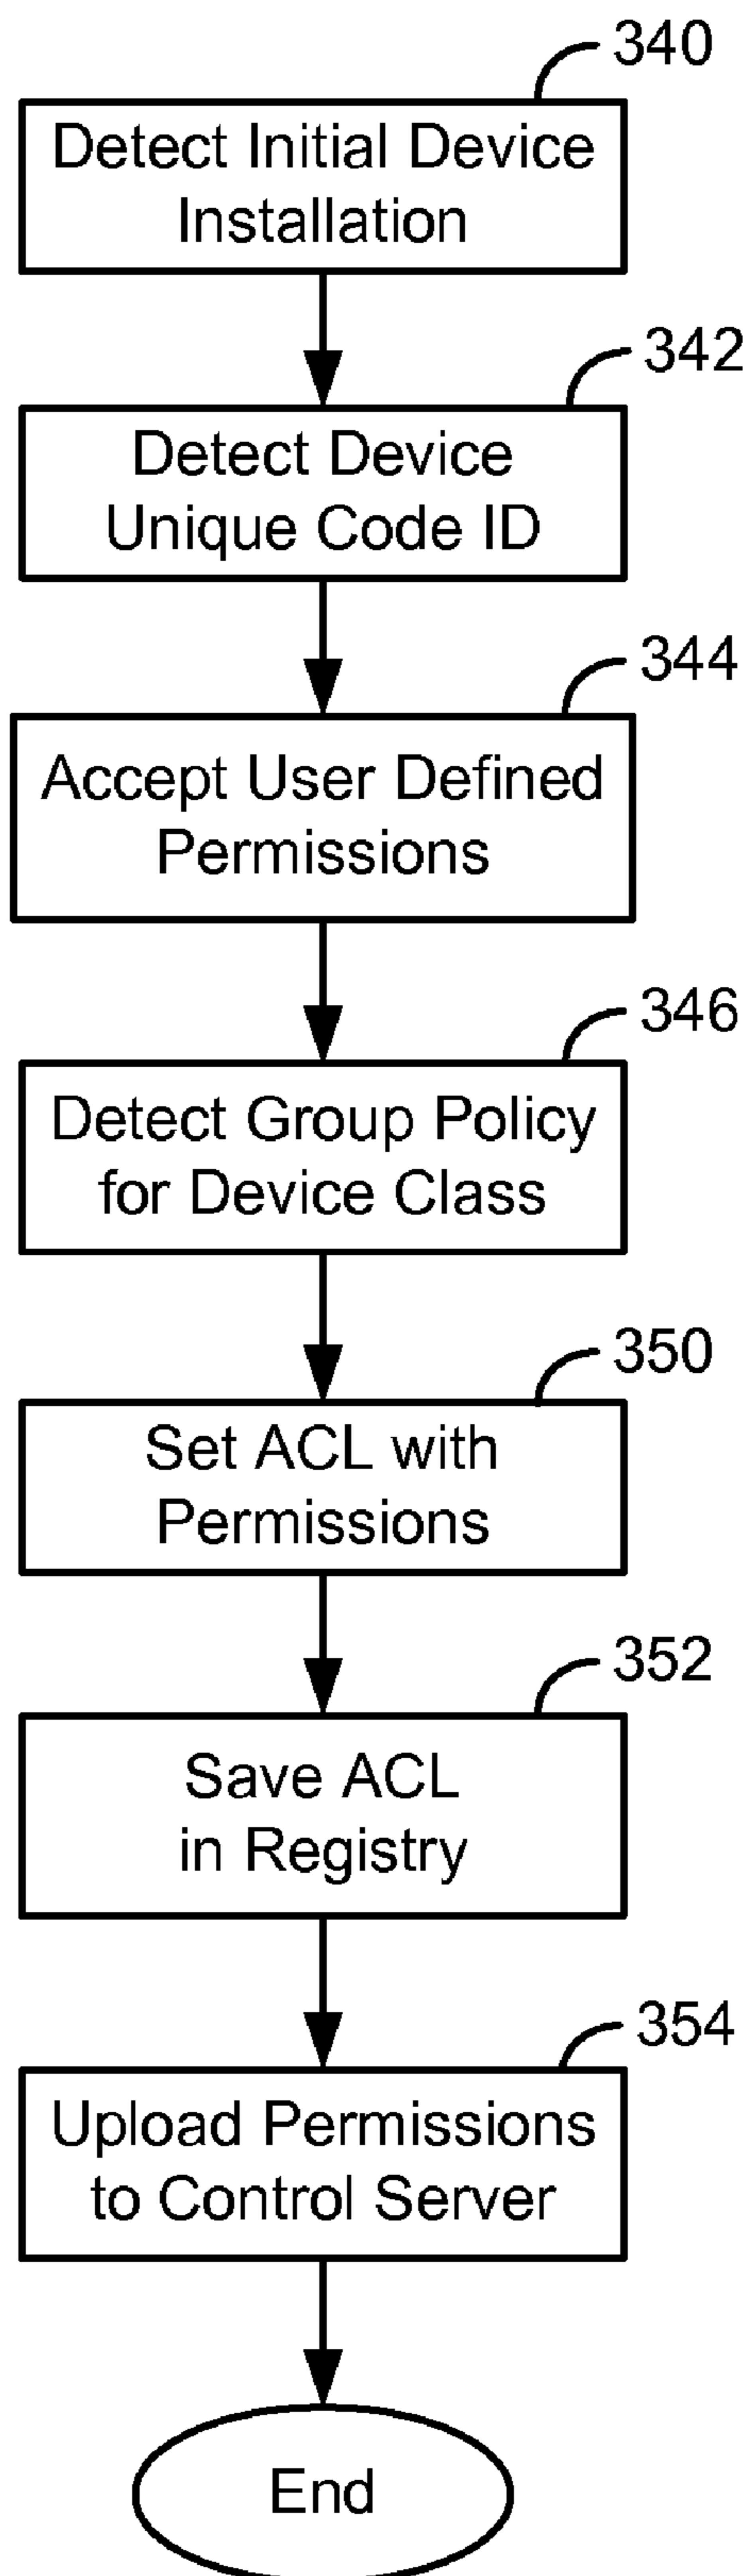 340
Detect Initial Device
Installation
342
Detect Device
Unique Code ID
344
Accept User Defined
Permissions
346
Detect Group Policy
for Device Class
350
Set ACL with
Permissions
352
Save ACL
in Registry
354
Upload Permissions
to Control Server
End